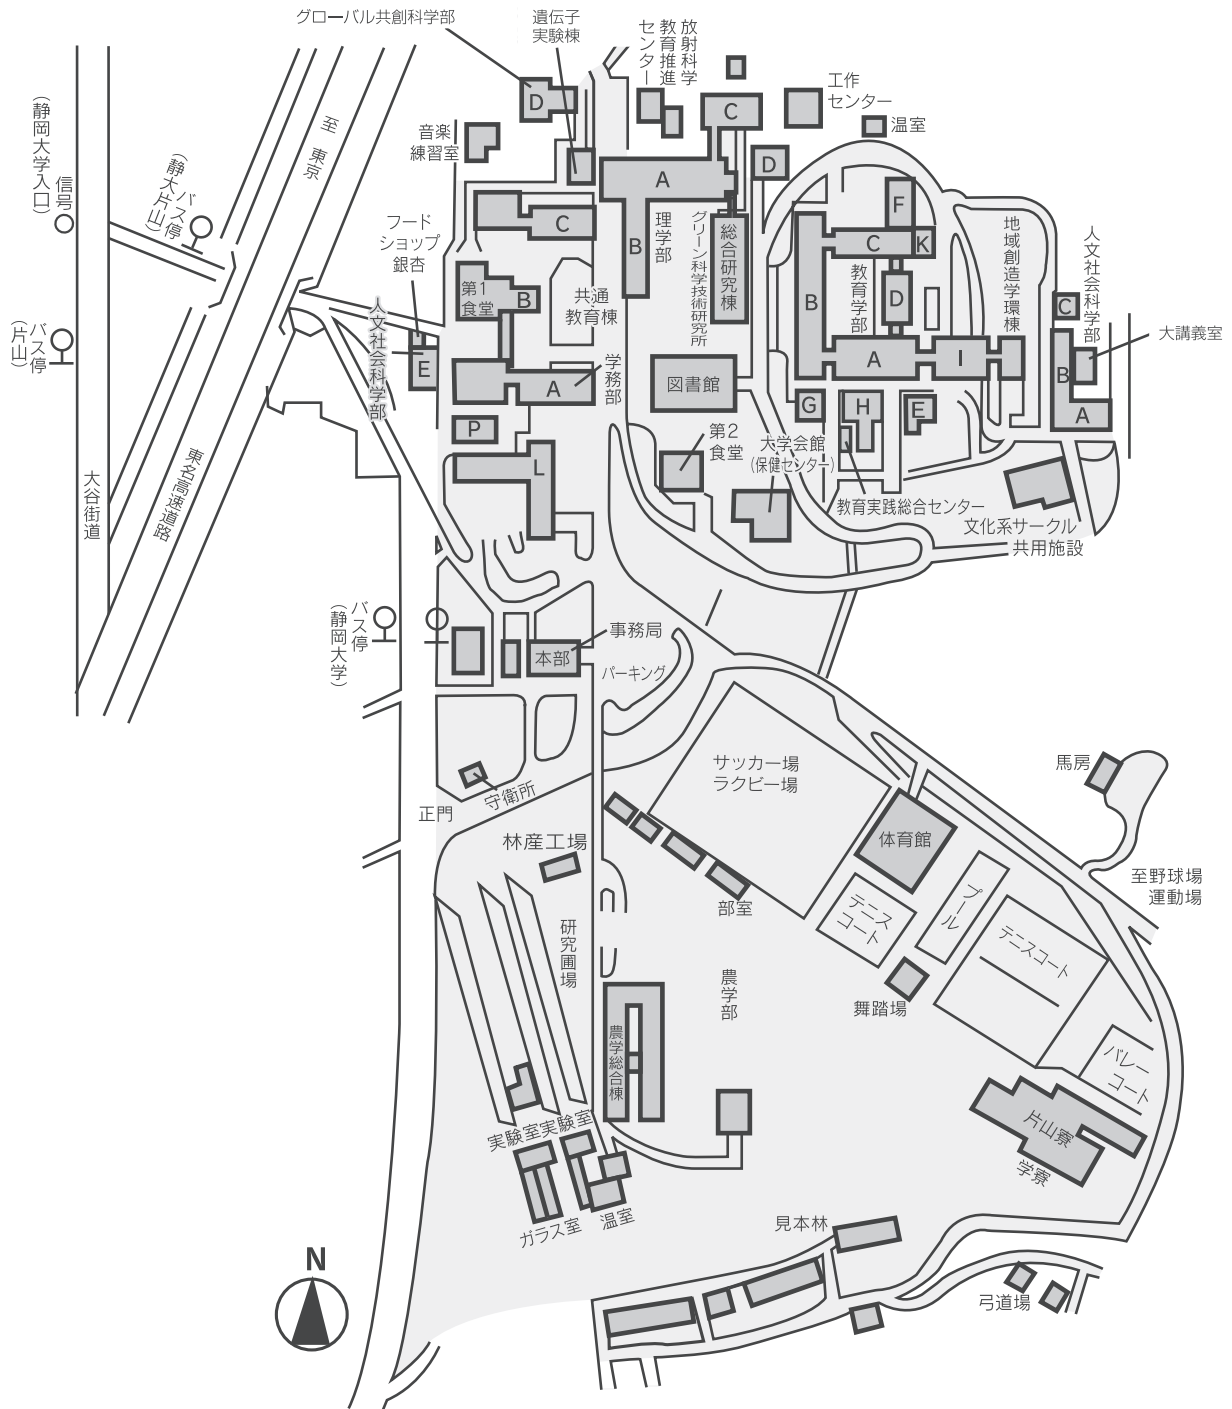 グローバル共創科学部
遺伝子
実験棟
放射科学
教育推進
センター
工作
センター
温室
音楽
練習室
フード
ショップ
銀杏
至 東京
信号
(静岡大学入口)
バス停
(静大片山)
バス停
(片山)
大谷街道
東名高速道路
D
C
D
A
B
理学部
グリーン科学技術研究所
総合研究棟
C
第1
食堂
B
共通
教育棟
人文社会科学部
E
A
学務部
P
L
図書館
第2
食堂
大学会館
(保健センター)
F
C
K
B
D
教育学部
A
I
地域創造学環棟
G
H
E
教育実践総合センター
人文社会科学部
C
B
A
大講義室
文化系サークル
共用施設
バス停
(静岡大学)
本部
事務局
パーキング
守衛所
正門
サッカー場
ラクビー場
体育館
馬房
至野球場
運動場
林産工場
部室
テニス
コート
プール
テニスコート
舞踏場
バレー
コート
研究圃場
農学部
農学総合棟
片山寮
学寮
実験室
実験室
ガラス室
温室
見本林
弓道場
N